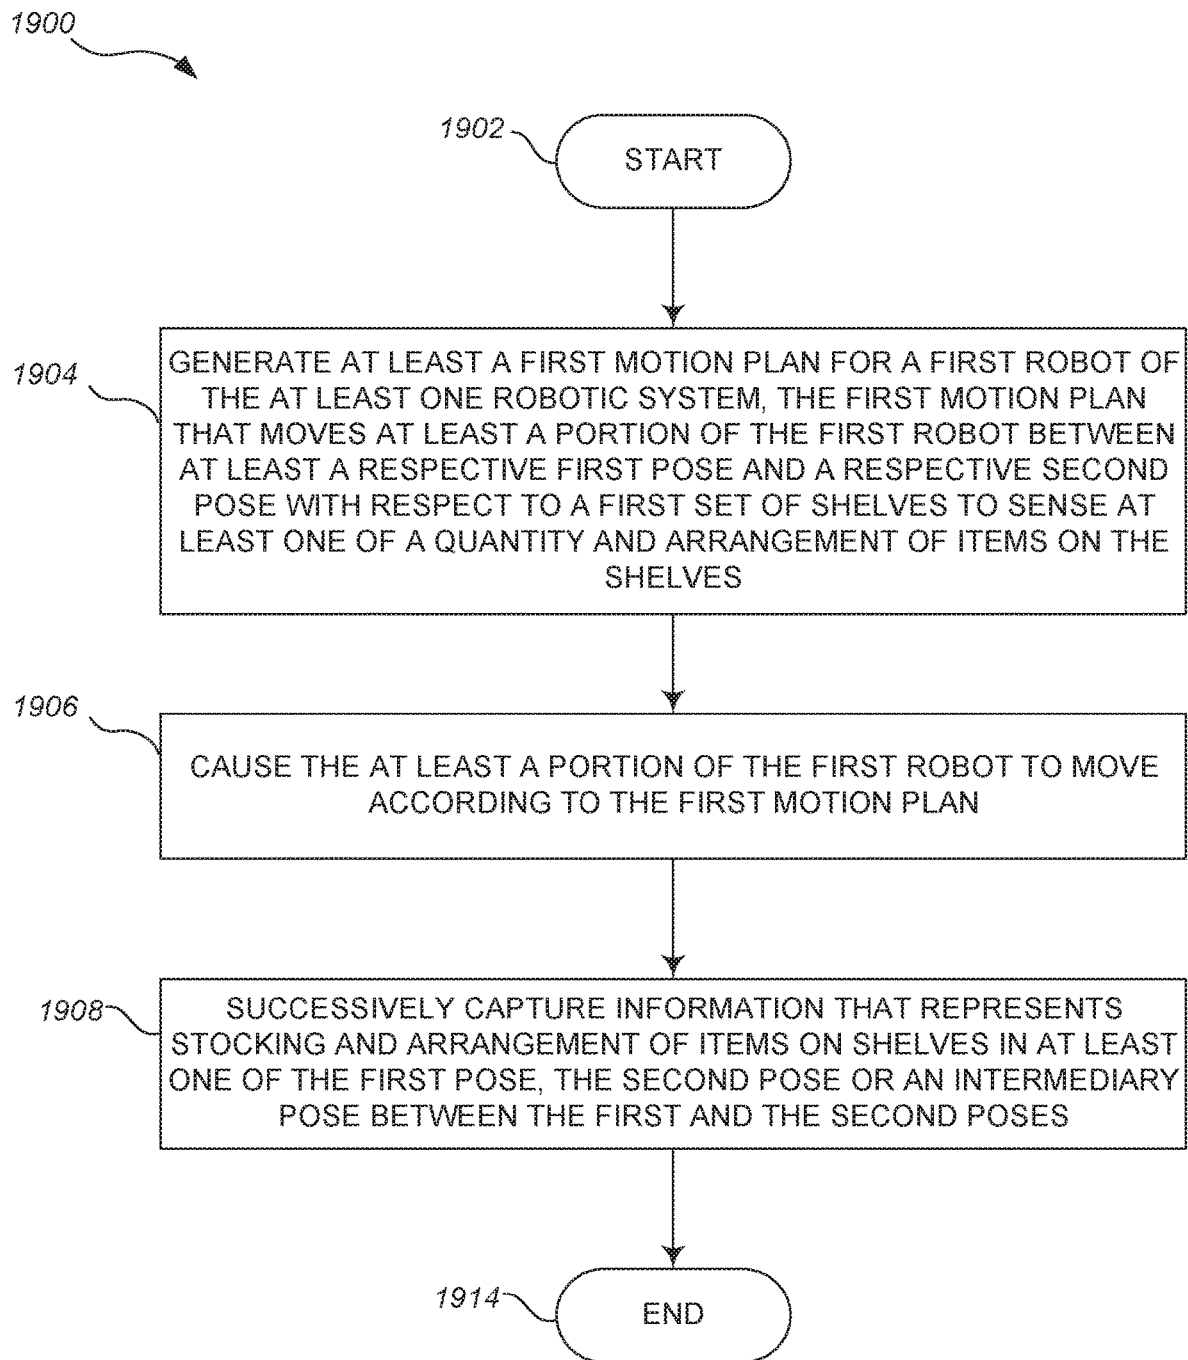 1900
1902
START
1904
GENERATE AT LEAST A FIRST MOTION PLAN FOR A FIRST ROBOT OF
THE AT LEAST ONE ROBOTIC SYSTEM, THE FIRST MOTION PLAN
THAT MOVES AT LEAST A PORTION OF THE FIRST ROBOT BETWEEN
AT LEAST A RESPECTIVE FIRST POSE AND A RESPECTIVE SECOND
POSE WITH RESPECT TO A FIRST SET OF SHELVES TO SENSE AT
LEAST ONE OF A QUANTITY AND ARRANGEMENT OF ITEMS ON THE
SHELVES
1906
CAUSE THE AT LEAST A PORTION OF THE FIRST ROBOT TO MOVE
ACCORDING TO THE FIRST MOTION PLAN
1908
SUCCESSIVELY CAPTURE INFORMATION THAT REPRESENTS
STOCKING AND ARRANGEMENT OF ITEMS ON SHELVES IN AT LEAST
ONE OF THE FIRST POSE, THE SECOND POSE OR AN INTERMEDIARY
POSE BETWEEN THE FIRST AND THE SECOND POSES
1914
END